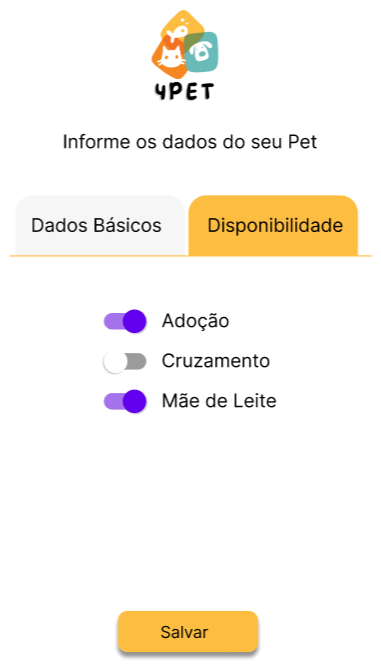 4PET
Informe os dados do seu Pet
Dados Básicos
Disponibilidade
Adoção
Cruzamento
Mãe de Leite
Salvar